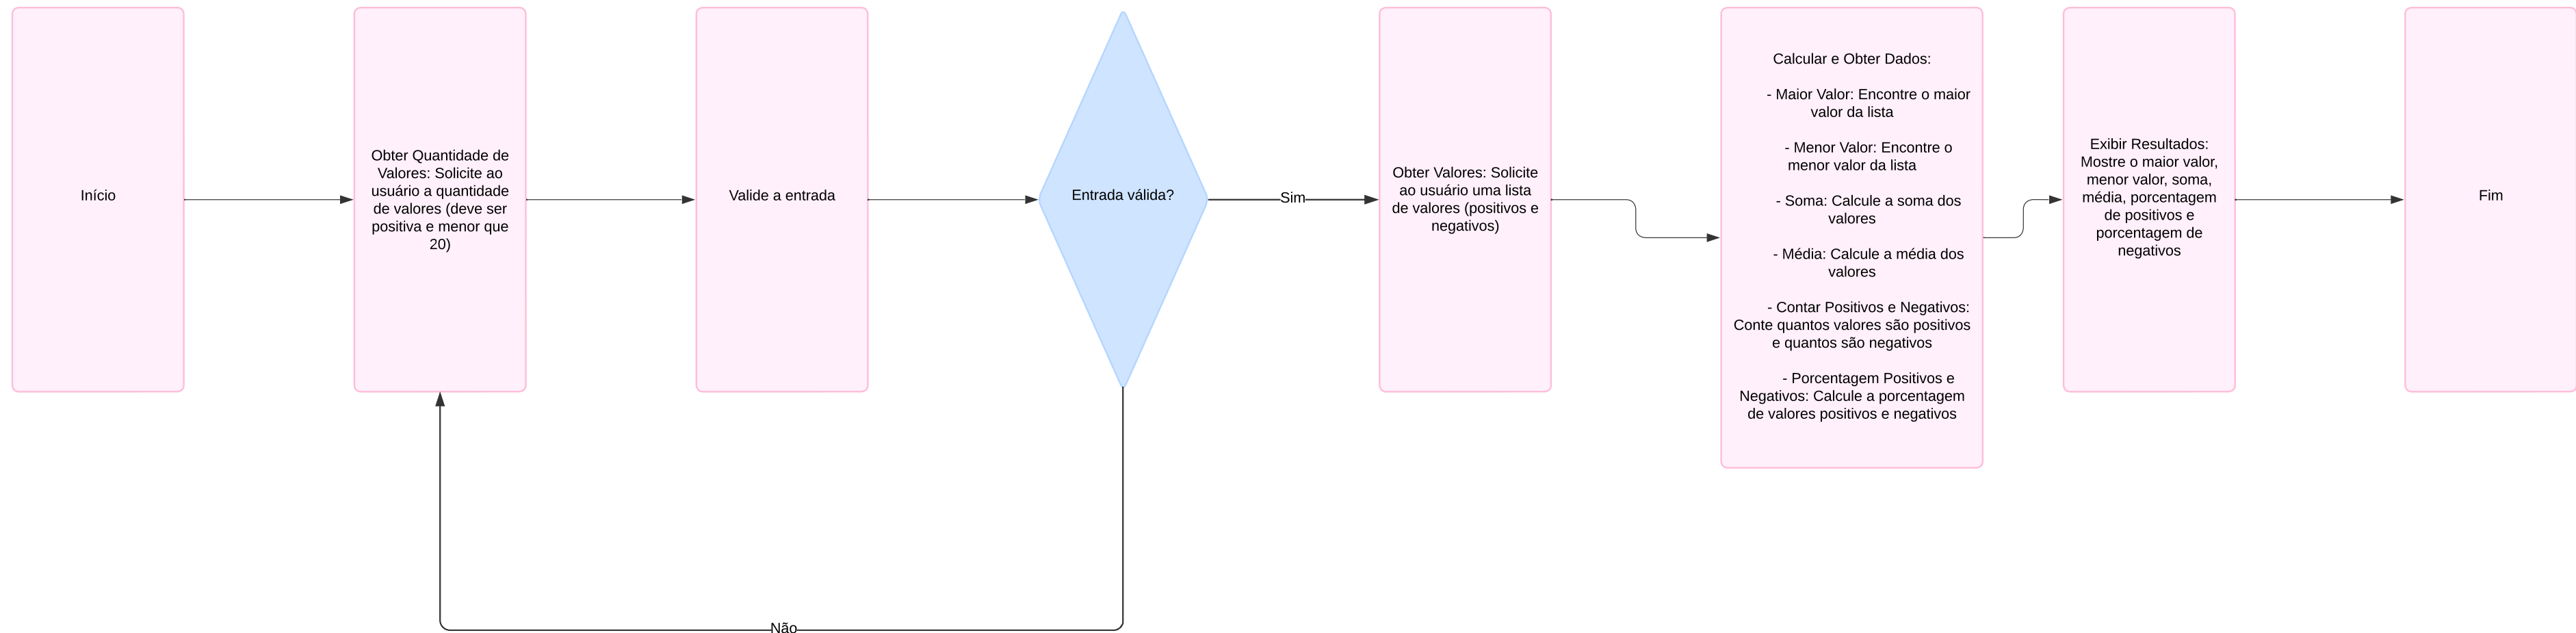 Início
Obter Quantidade de
Valores: Solicite ao
usuário a quantidade
de valores (deve ser
positiva e menor que
20)
Valide a entrada
Entrada válida?
Sim
Não
Obter Valores: Solicite
ao usuário uma lista
de valores (positivos e
negativos)
Calcular e Obter Dados:
- Maior Valor: Encontre o maior
valor da lista
- Menor Valor: Encontre o
menor valor da lista
- Soma: Calcule a soma dos
valores
- Média: Calcule a média dos
valores
- Contar Positivos e Negativos:
Conte quantos valores são positivos
e quantos são negativos
- Porcentagem Positivos e
Negativos: Calcule a porcentagem
de valores positivos e negativos
Exibir Resultados:
Mostre o maior valor,
menor valor, soma,
média, porcentagem
de positivos e
porcentagem de
negativos
Fim